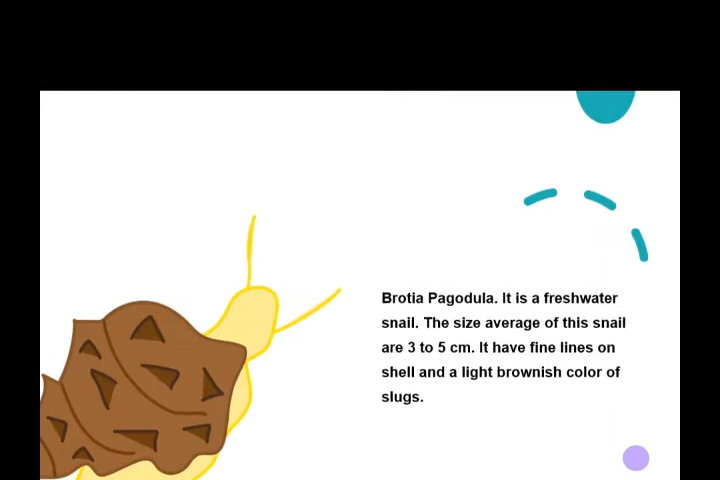 Brotia Pagodula. It is a freshwater
snail. The size average of this snail
are 3 to 5 cm. It have fine lines on
shell and a light brownish color of
slugs.